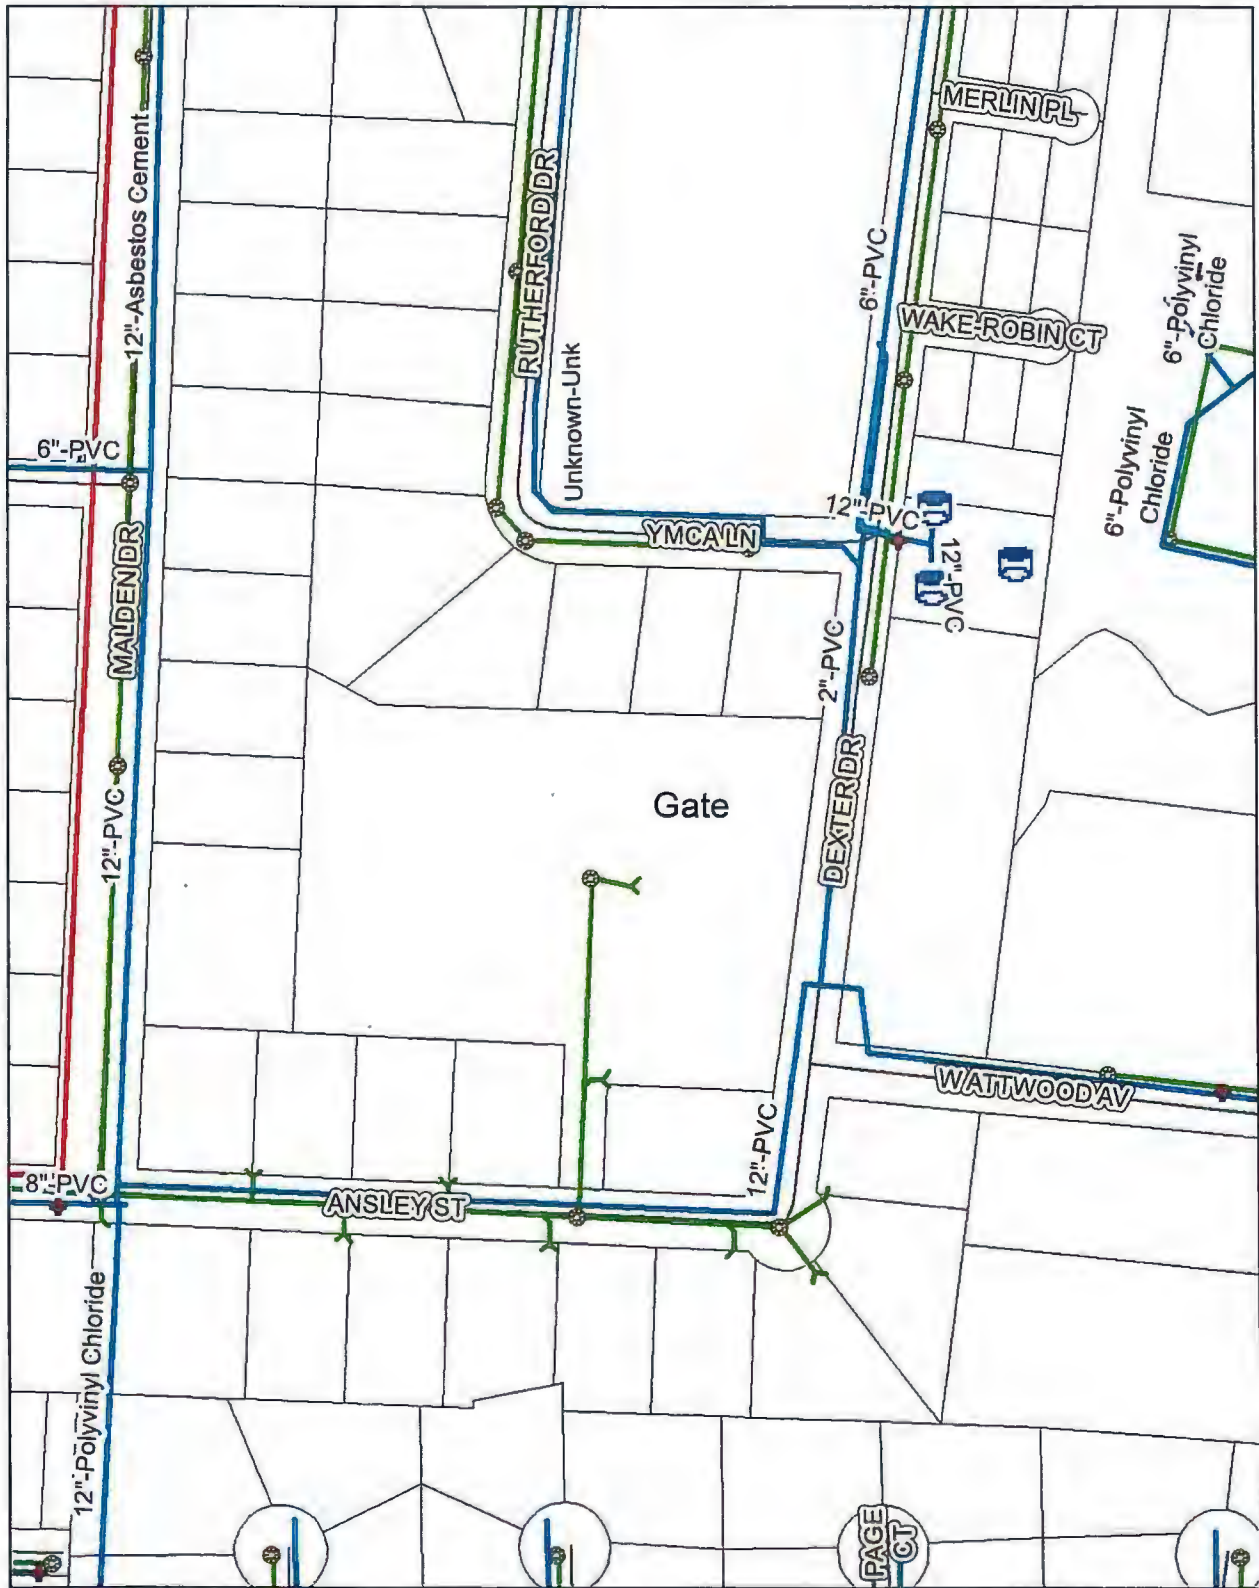 MERLIN PL
12"-Asbestos Cement
RUTHERFORD DR
6"-PVC
WAKE-ROBIN CT
6"-Polyvinyl
Chloride
Unknown-Unk
6"-PVC
6"-Polyvinyl
Chloride
12"-PVC
YMCA LN
12"-PVC
MALDEN DR
2"-PVC
12"-PVC
Gate
DEXTER DR
WATTWOOD AV
12"-PVC
8"-PVC
ANSLEY ST
12"-Polyvinyl Chloride
PAGE
CT